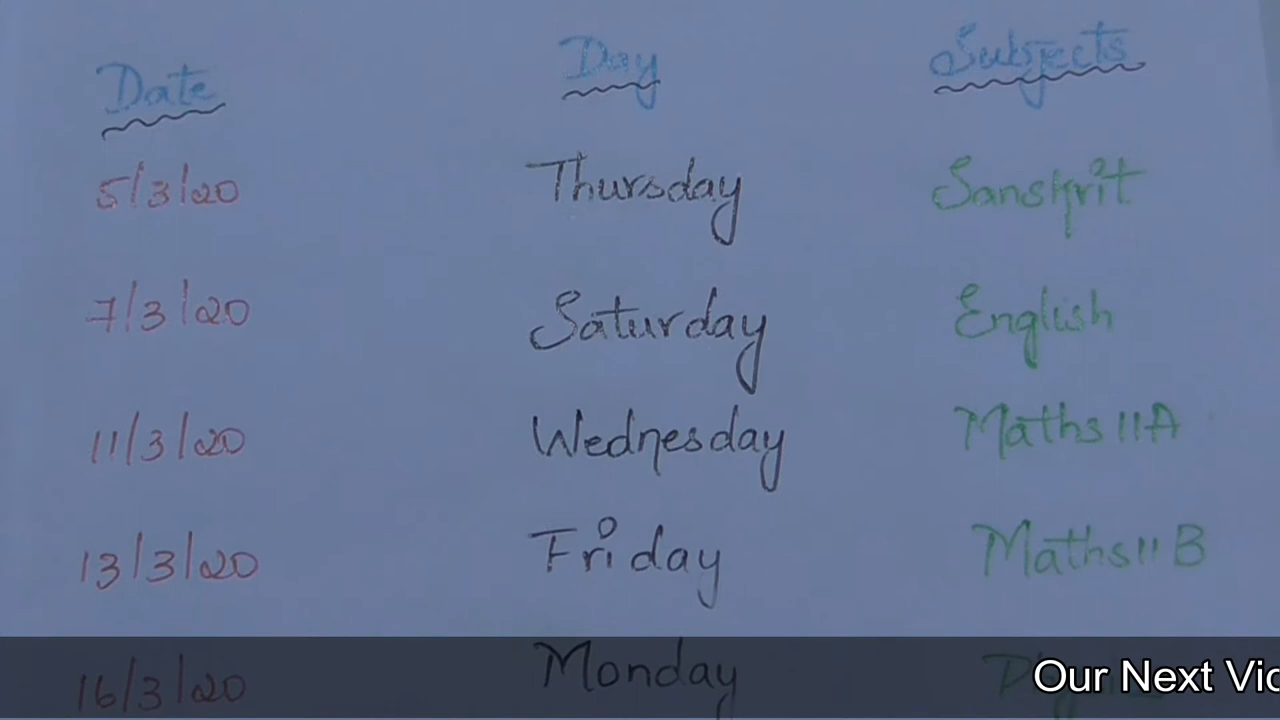 Date Day Subjects
5/3/20 Thursday Sanskrit
7/3/20 Saturday English
11/3/20 Wednesday Maths IIA
13/3/20 Friday Maths II B
16/3/20 Monday
Our Next Vid